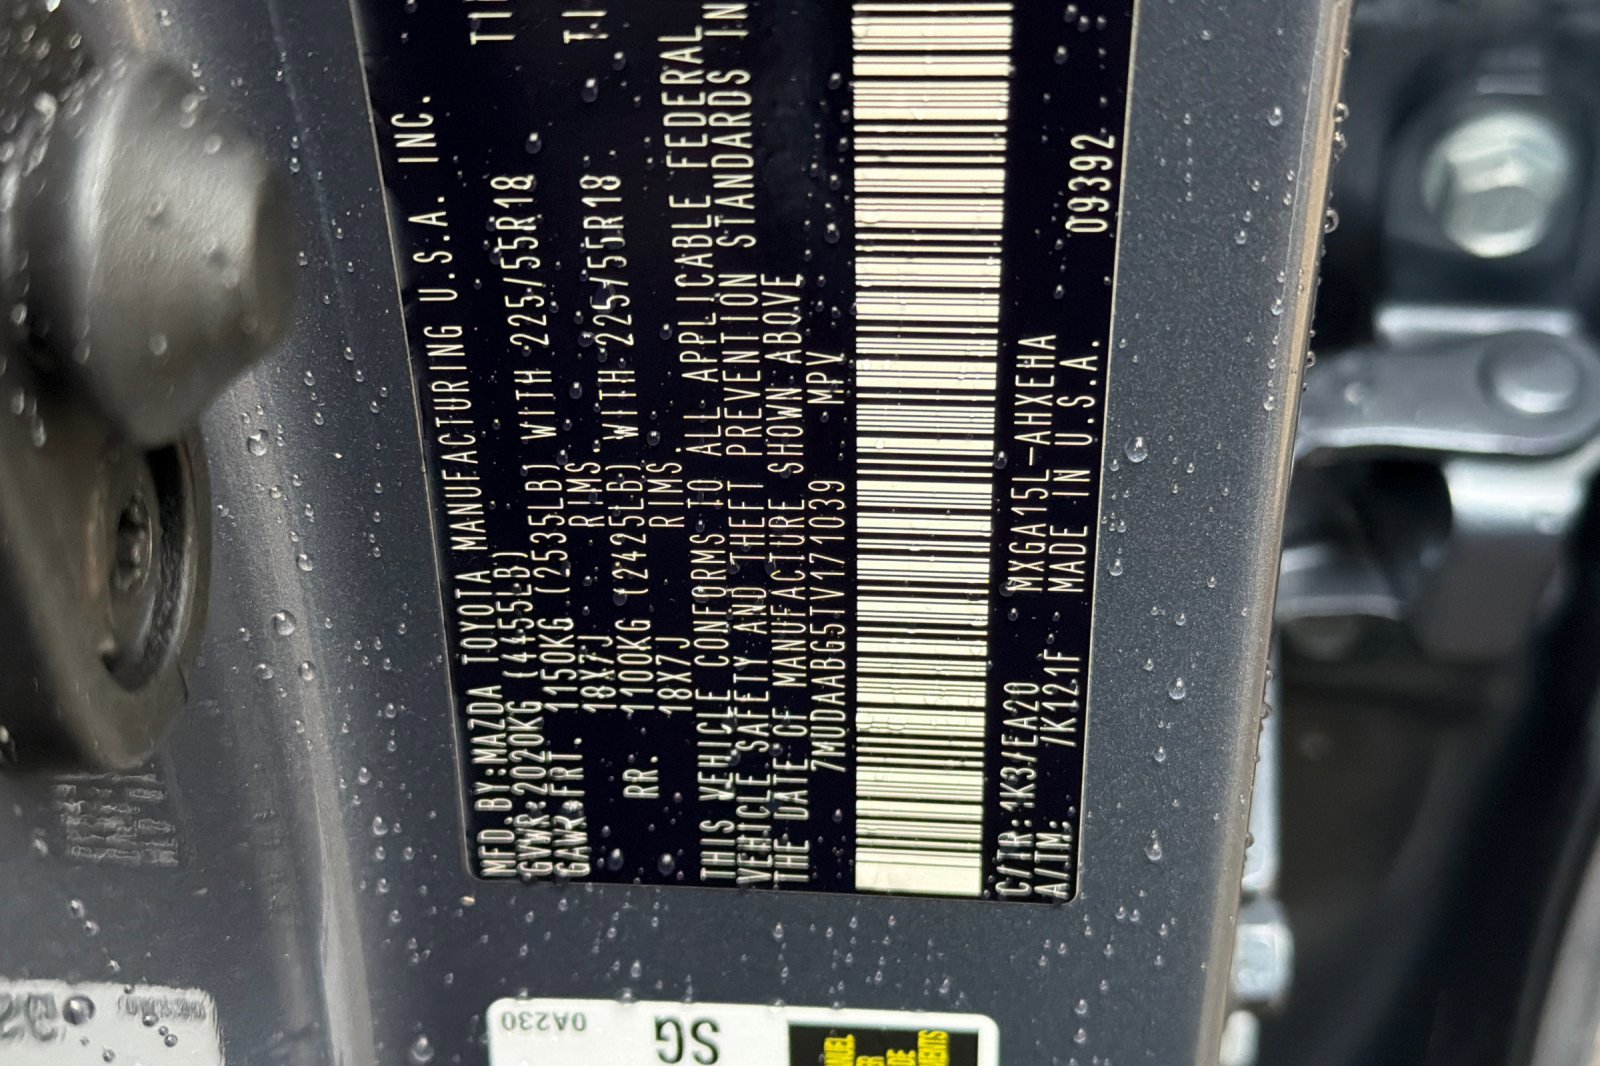 MFD.BY:MAZDA TOYOTA MANUFACTURING U.S.A. INC.
GVWR:2020KG (4455LB)
GAWR:FRT. 1150KG (2535LB) WITH 225/55R18
18X7J RIMS.
RR. 1100KG (2425LB) WITH 225/55R18
18X7J RIMS.
THIS VEHICLE CONFORMS TO ALL APPLICABLE FEDERAL
VEHICLE SAFETY AND THEFT PREVENTION STANDARDS IN
THE DATE OF MANUFACTURE SHOWN ABOVE
7MUDAABG5TV171039 MPV
C/TR:1K3/EA20 MXGA15L-AHXEHA 09392
A/TM: /K121F MADE IN U.S.A.
0A230
SG